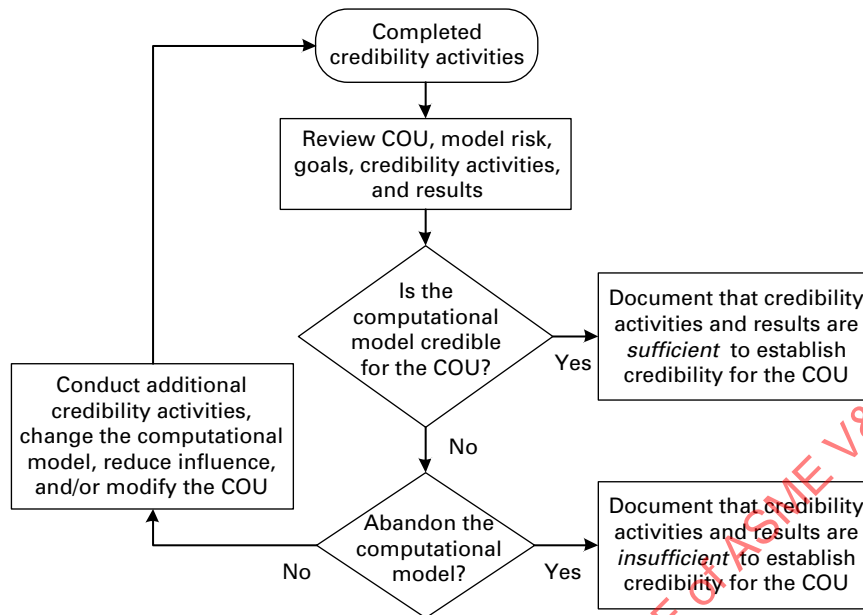 Completed
credibility activities
Review COU, model risk,
goals, credibility activities,
and results
Is the
computational
model credible
for the COU?
Yes
Document that credibility
activities and results are
sufficient to establish
credibility for the COU
No
Conduct additional
credibility activities,
change the computational
model, reduce influence,
and/or modify the COU
Abandon the
computational
model?
No
Yes
Document that credibility
activities and results are
insufficient to establish
credibility for the COU
of ASME V&